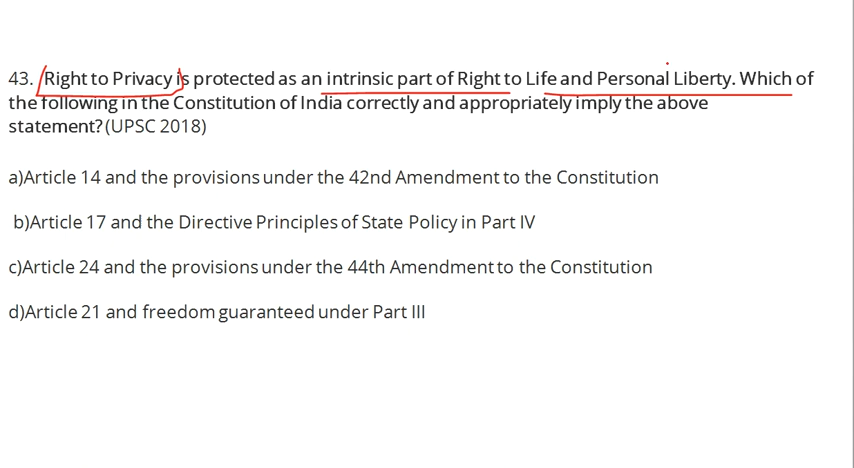 43. Right to Privacy is protected as an intrinsic part of Right to Life and Personal Liberty. Which of
the following in the Constitution of India correctly and appropriately imply the above
statement? (UPSC 2018)
a)Article 14 and the provisions under the 42nd Amendment to the Constitution
b)Article 17 and the Directive Principles of State Policy in Part IV
c)Article 24 and the provisions under the 44th Amendment to the Constitution
d)Article 21 and freedom guaranteed under Part III